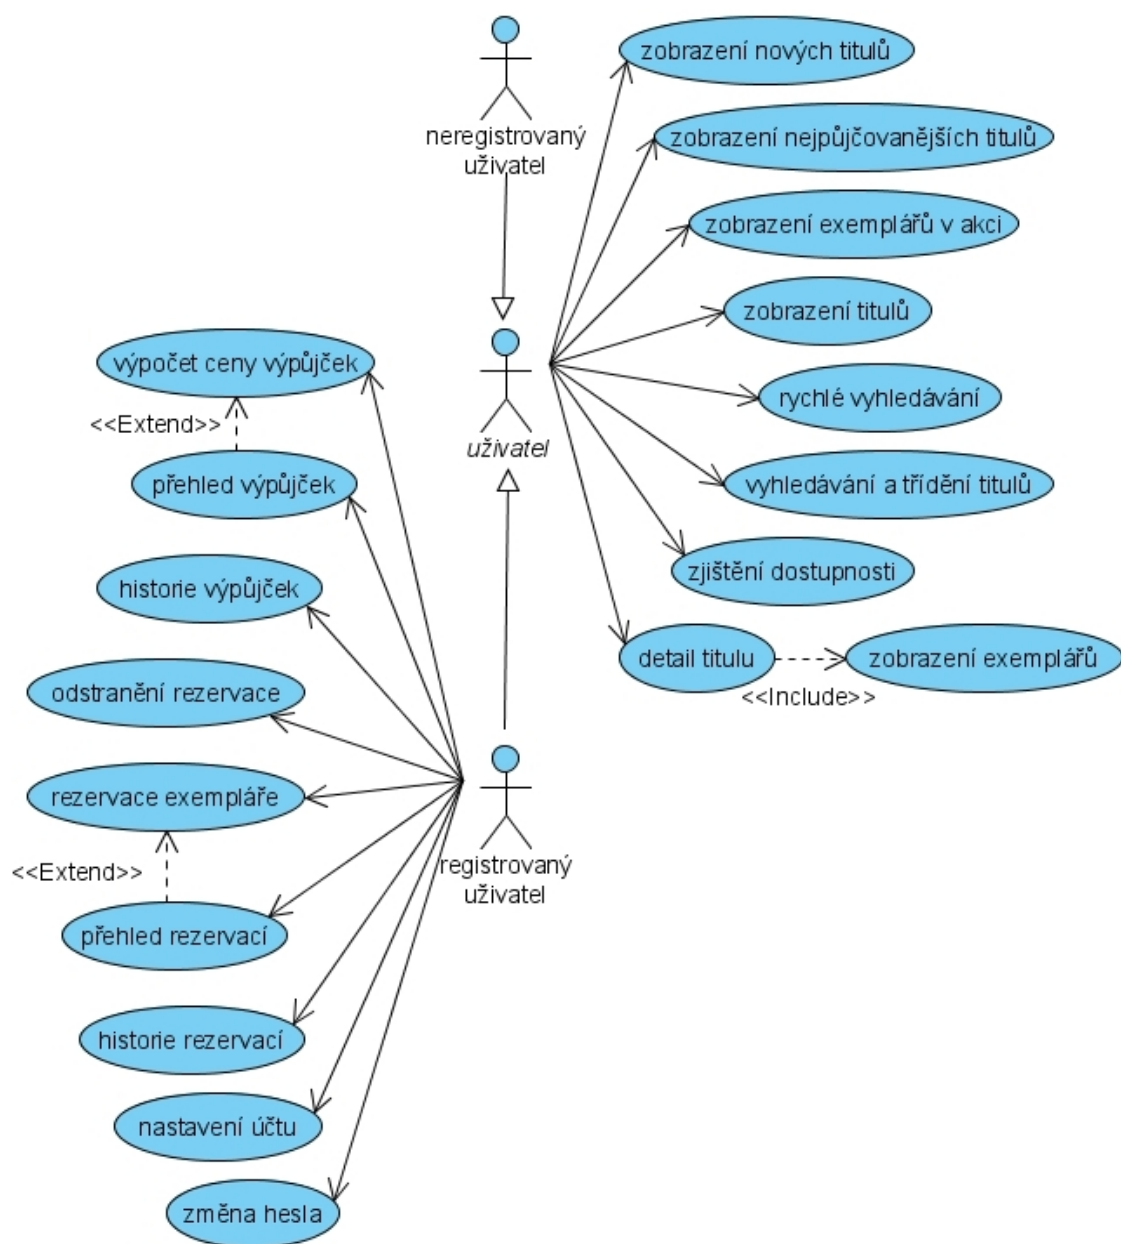 zobrazení nových titulů
neregistrovaný
uživatel
zobrazení nejpůjčovanějších titulů
zobrazení exemplářů v akci
zobrazení titulů
výpočet ceny výpůjček
rychlé vyhledávání
<<Extend>>
uživatel
přehled výpůjček
vyhledávání a třídění titulů
zjištění dostupnosti
historie výpůjček
detail titulu
zobrazení exemplářů
<<Include>>
odstranění rezervace
rezervace exempláře
<<Extend>>
registrovaný
uživatel
přehled rezervací
historie rezervací
nastavení účtu
změna hesla